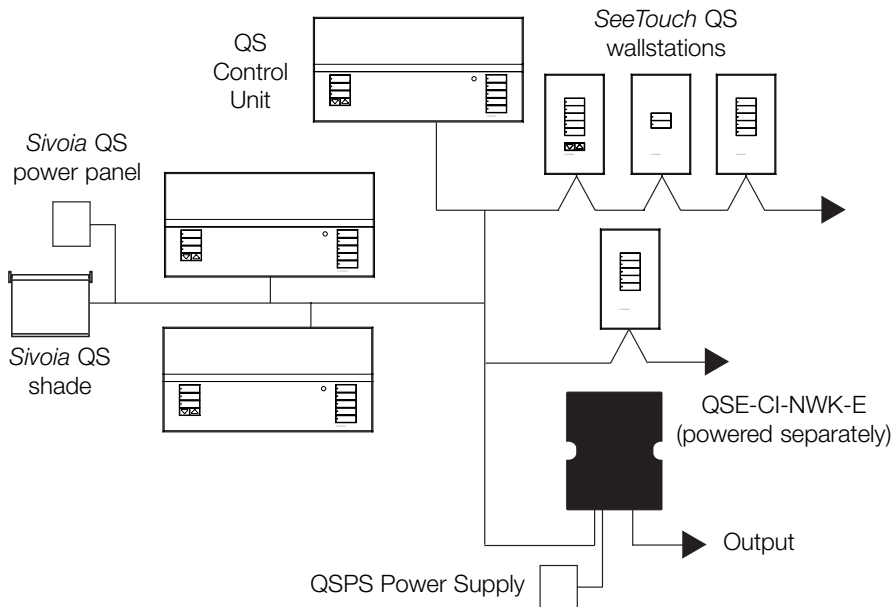 QS
Control
Unit
SeeTouch QS
wallstations
Sivoia QS
power panel
Sivoia QS
shade
QSE-CI-NWK-E
(powered separately)
Output
QSPS Power Supply